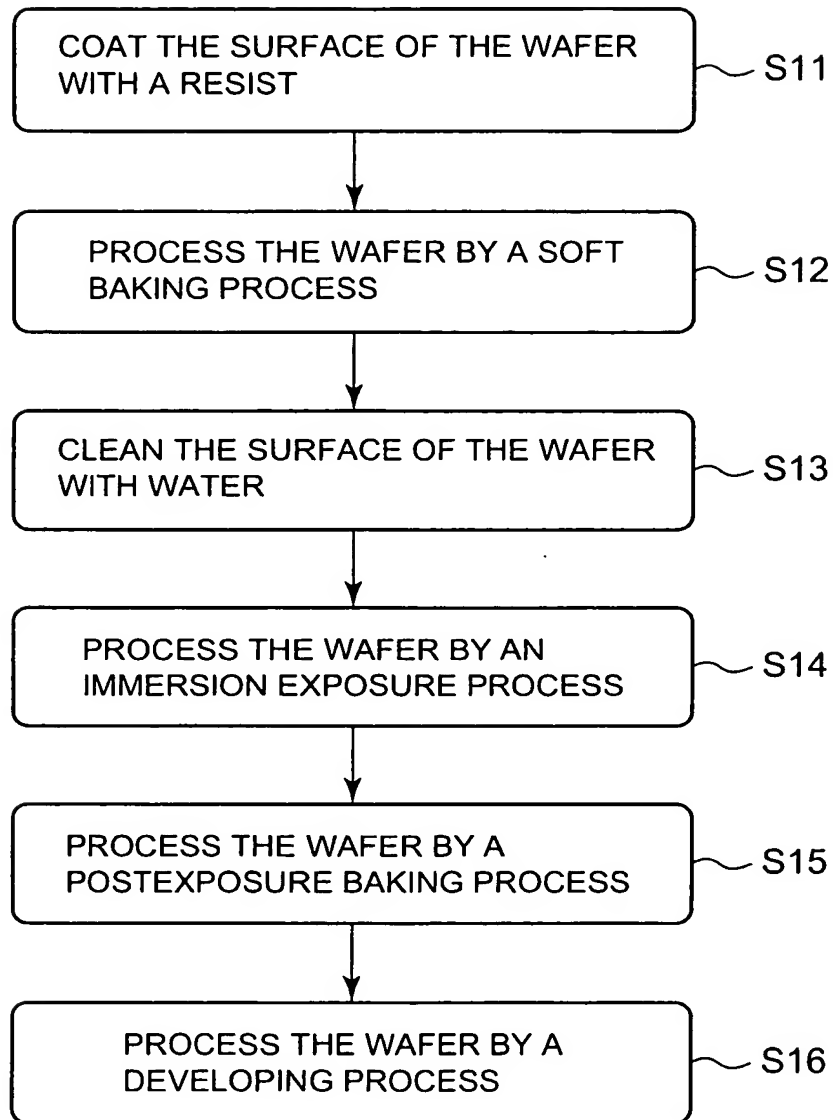 COAT THE SURFACE OF THE WAFER
WITH A RESIST
S11
PROCESS THE WAFER BY A SOFT
BAKING PROCESS
S12
CLEAN THE SURFACE OF THE WAFER
WITH WATER
S13
PROCESS THE WAFER BY AN
IMMERSION EXPOSURE PROCESS
S14
PROCESS THE WAFER BY A
POSTEXPOSURE BAKING PROCESS
S15
PROCESS THE WAFER BY A
DEVELOPING PROCESS
S16